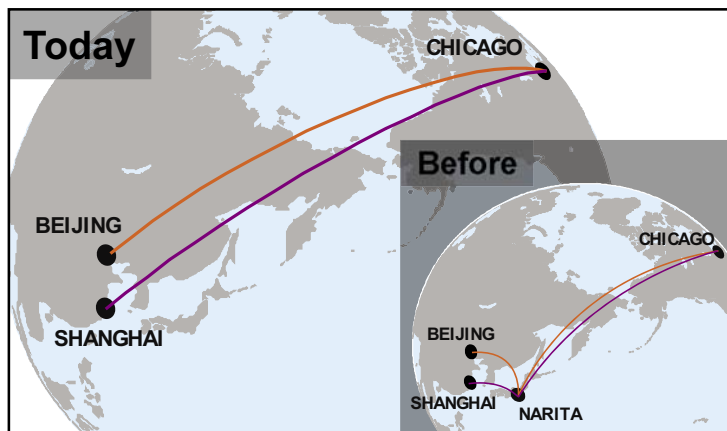 Today
CHICAGO
BEIJING
SHANGHAI
Before
CHICAGO
BEIJING
SHANGHAI
NARITA